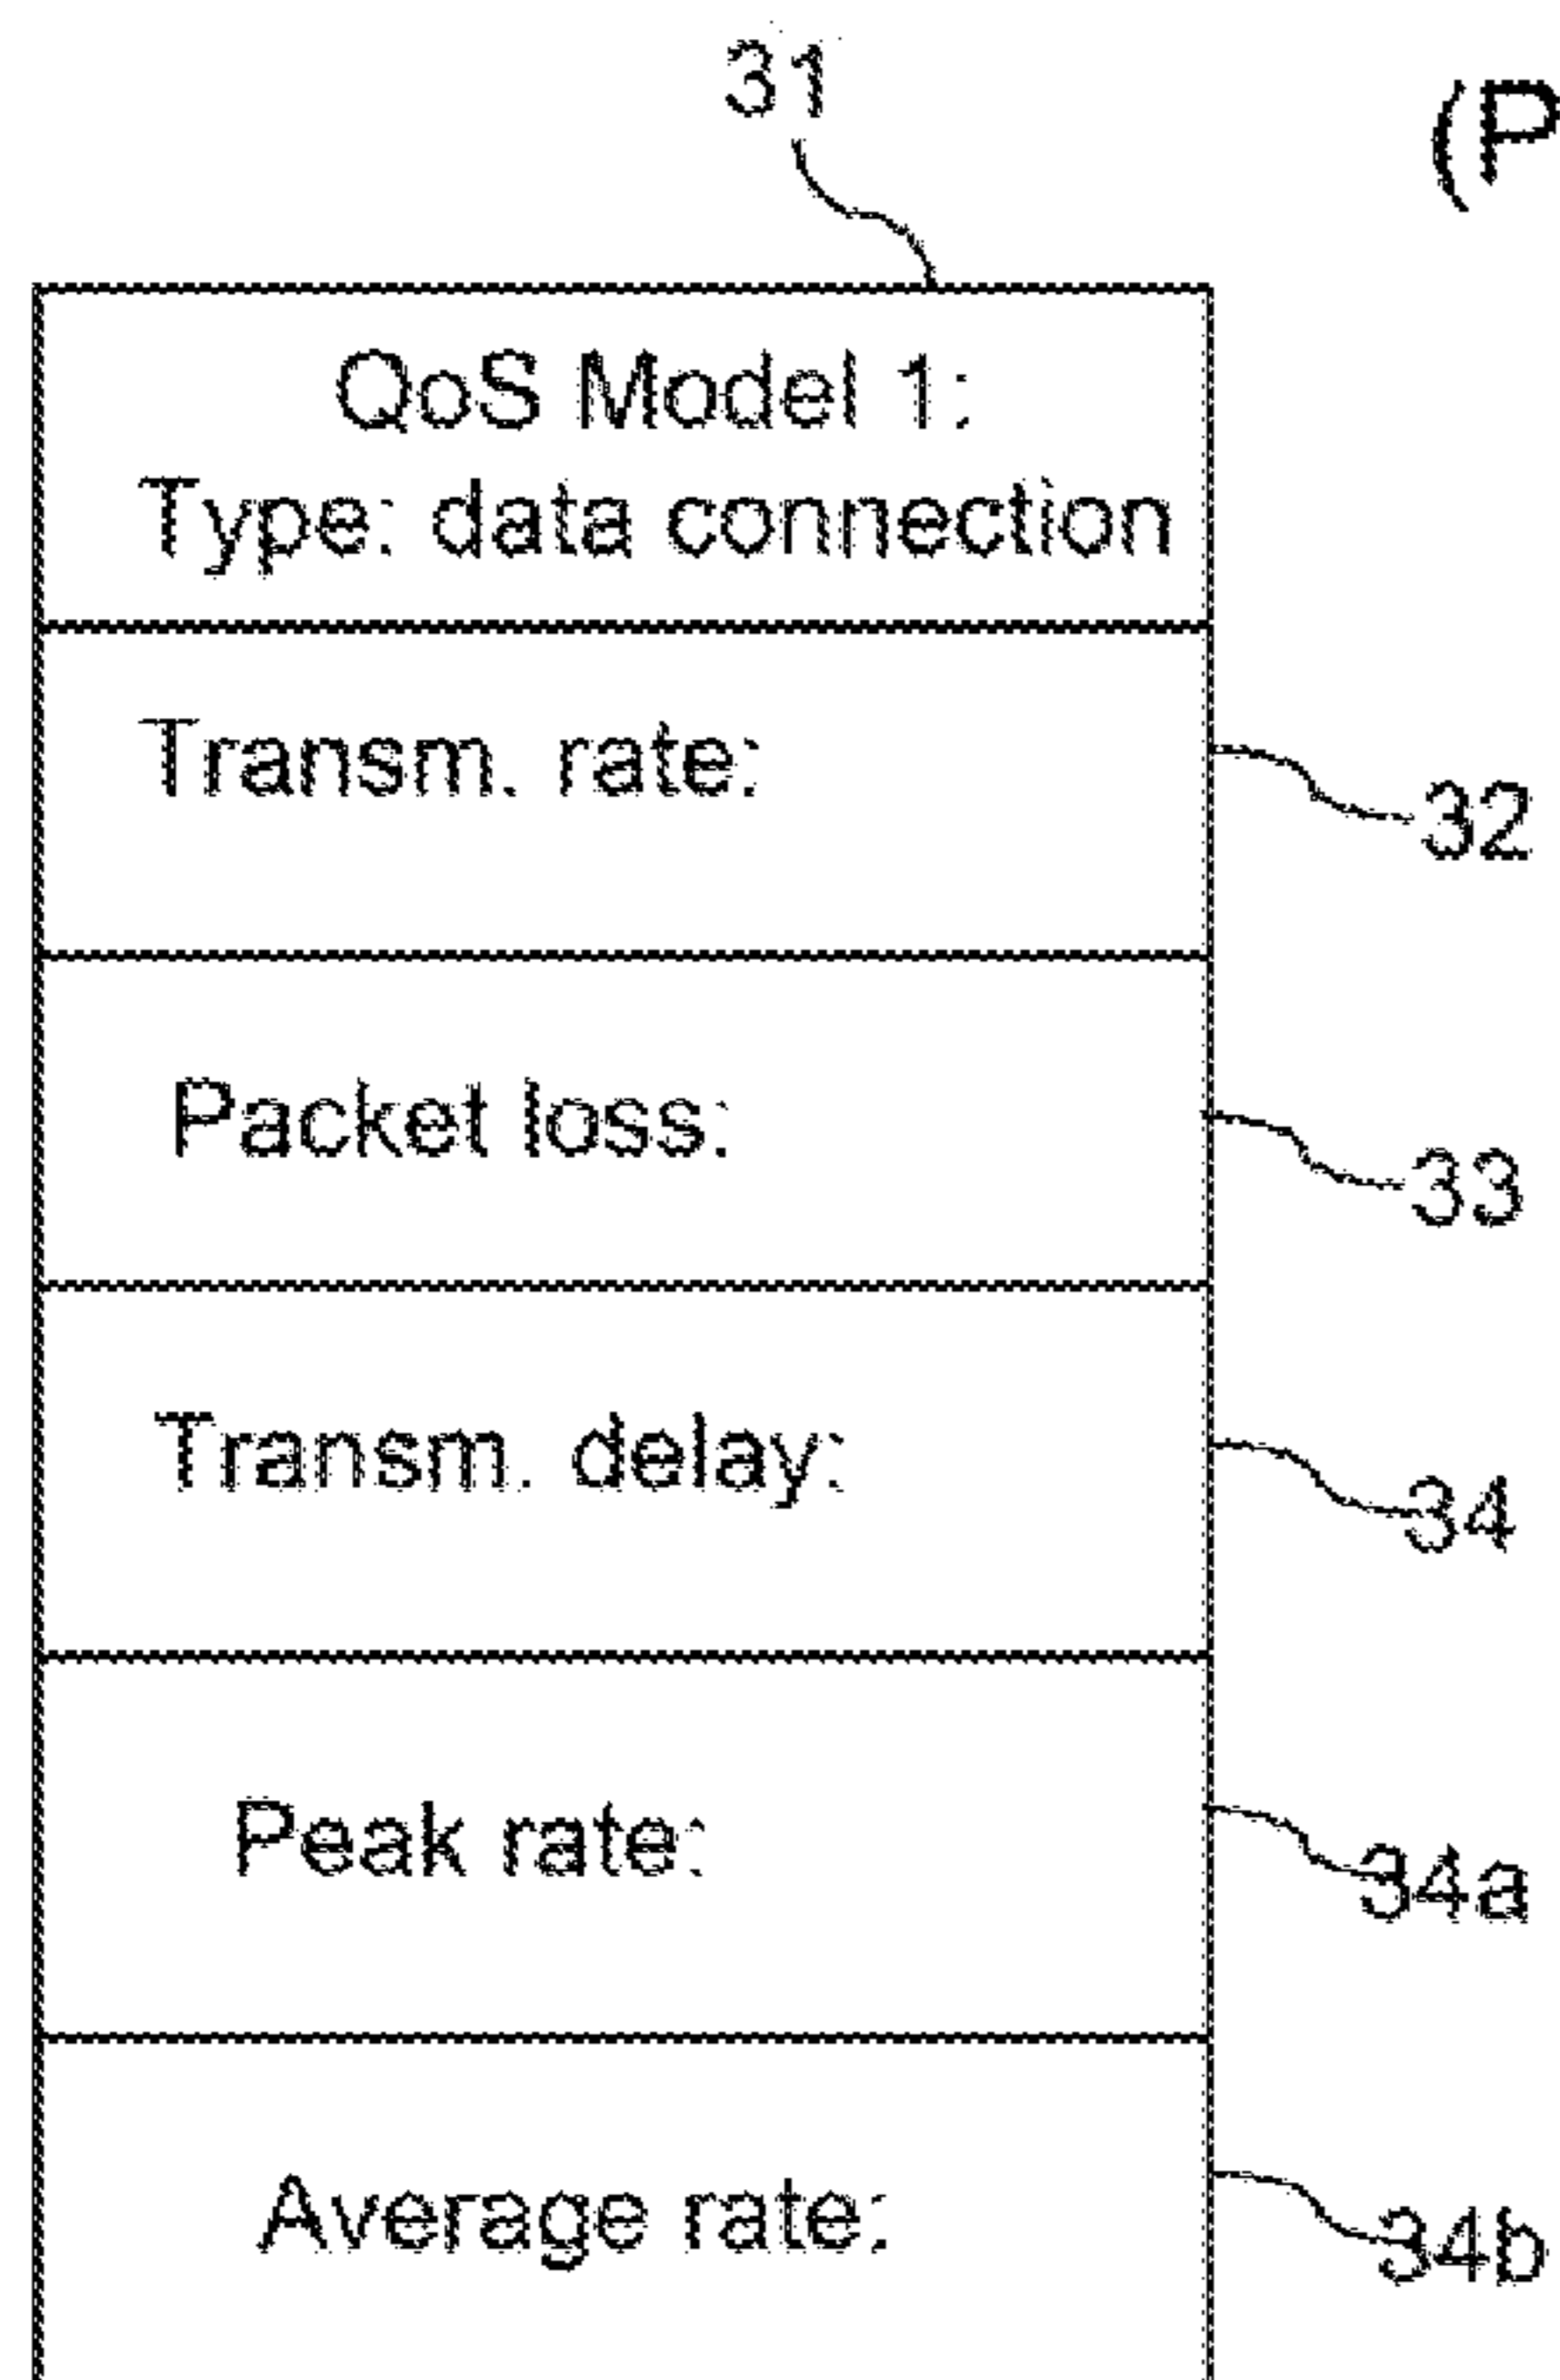 31
(P
QoS Model 1:
Type: data connection
Transm. rate:
32
Packet loss:
33
Transm. delay:
34
Peak rate:
34a
Average rate:
34b